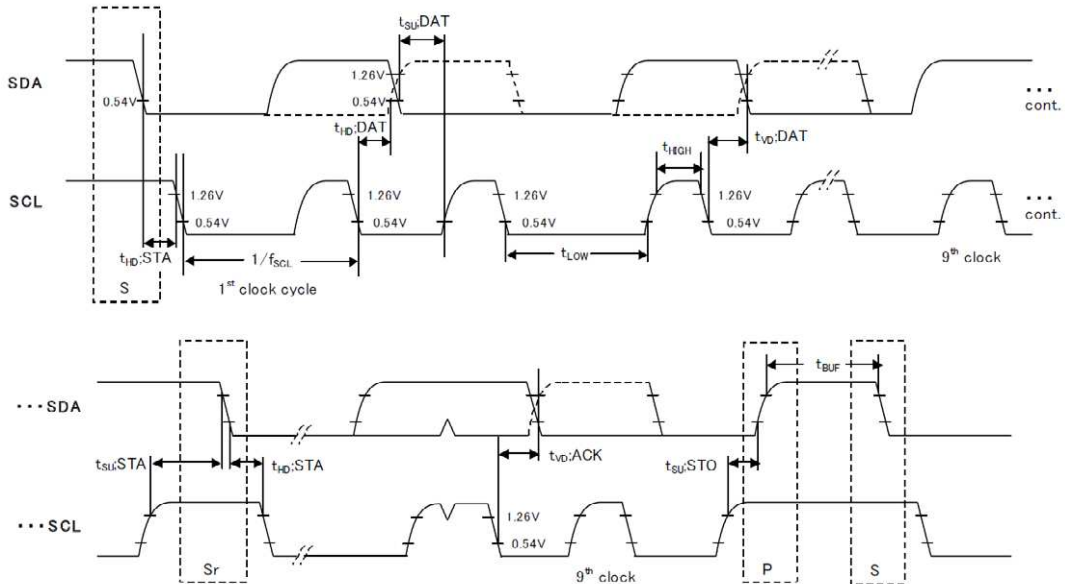 tSU;DAT
SDA
1.26V
0.54V
0.54V
cont.
tHD;DAT
tVD;DAT
tHIGH
SCL
1.26V
1.26V
1.26V
1.26V
0.54V
0.54V
0.54V
0.54V
cont.
tHD;STA
1/fSCL
tLOW
9th clock
S
1st clock cycle
tBUF
···SDA
tSU;STA
tHD;STA
tVD;ACK
tSU;STO
···SCL
1.26V
0.54V
Sr
9th clock
P
S